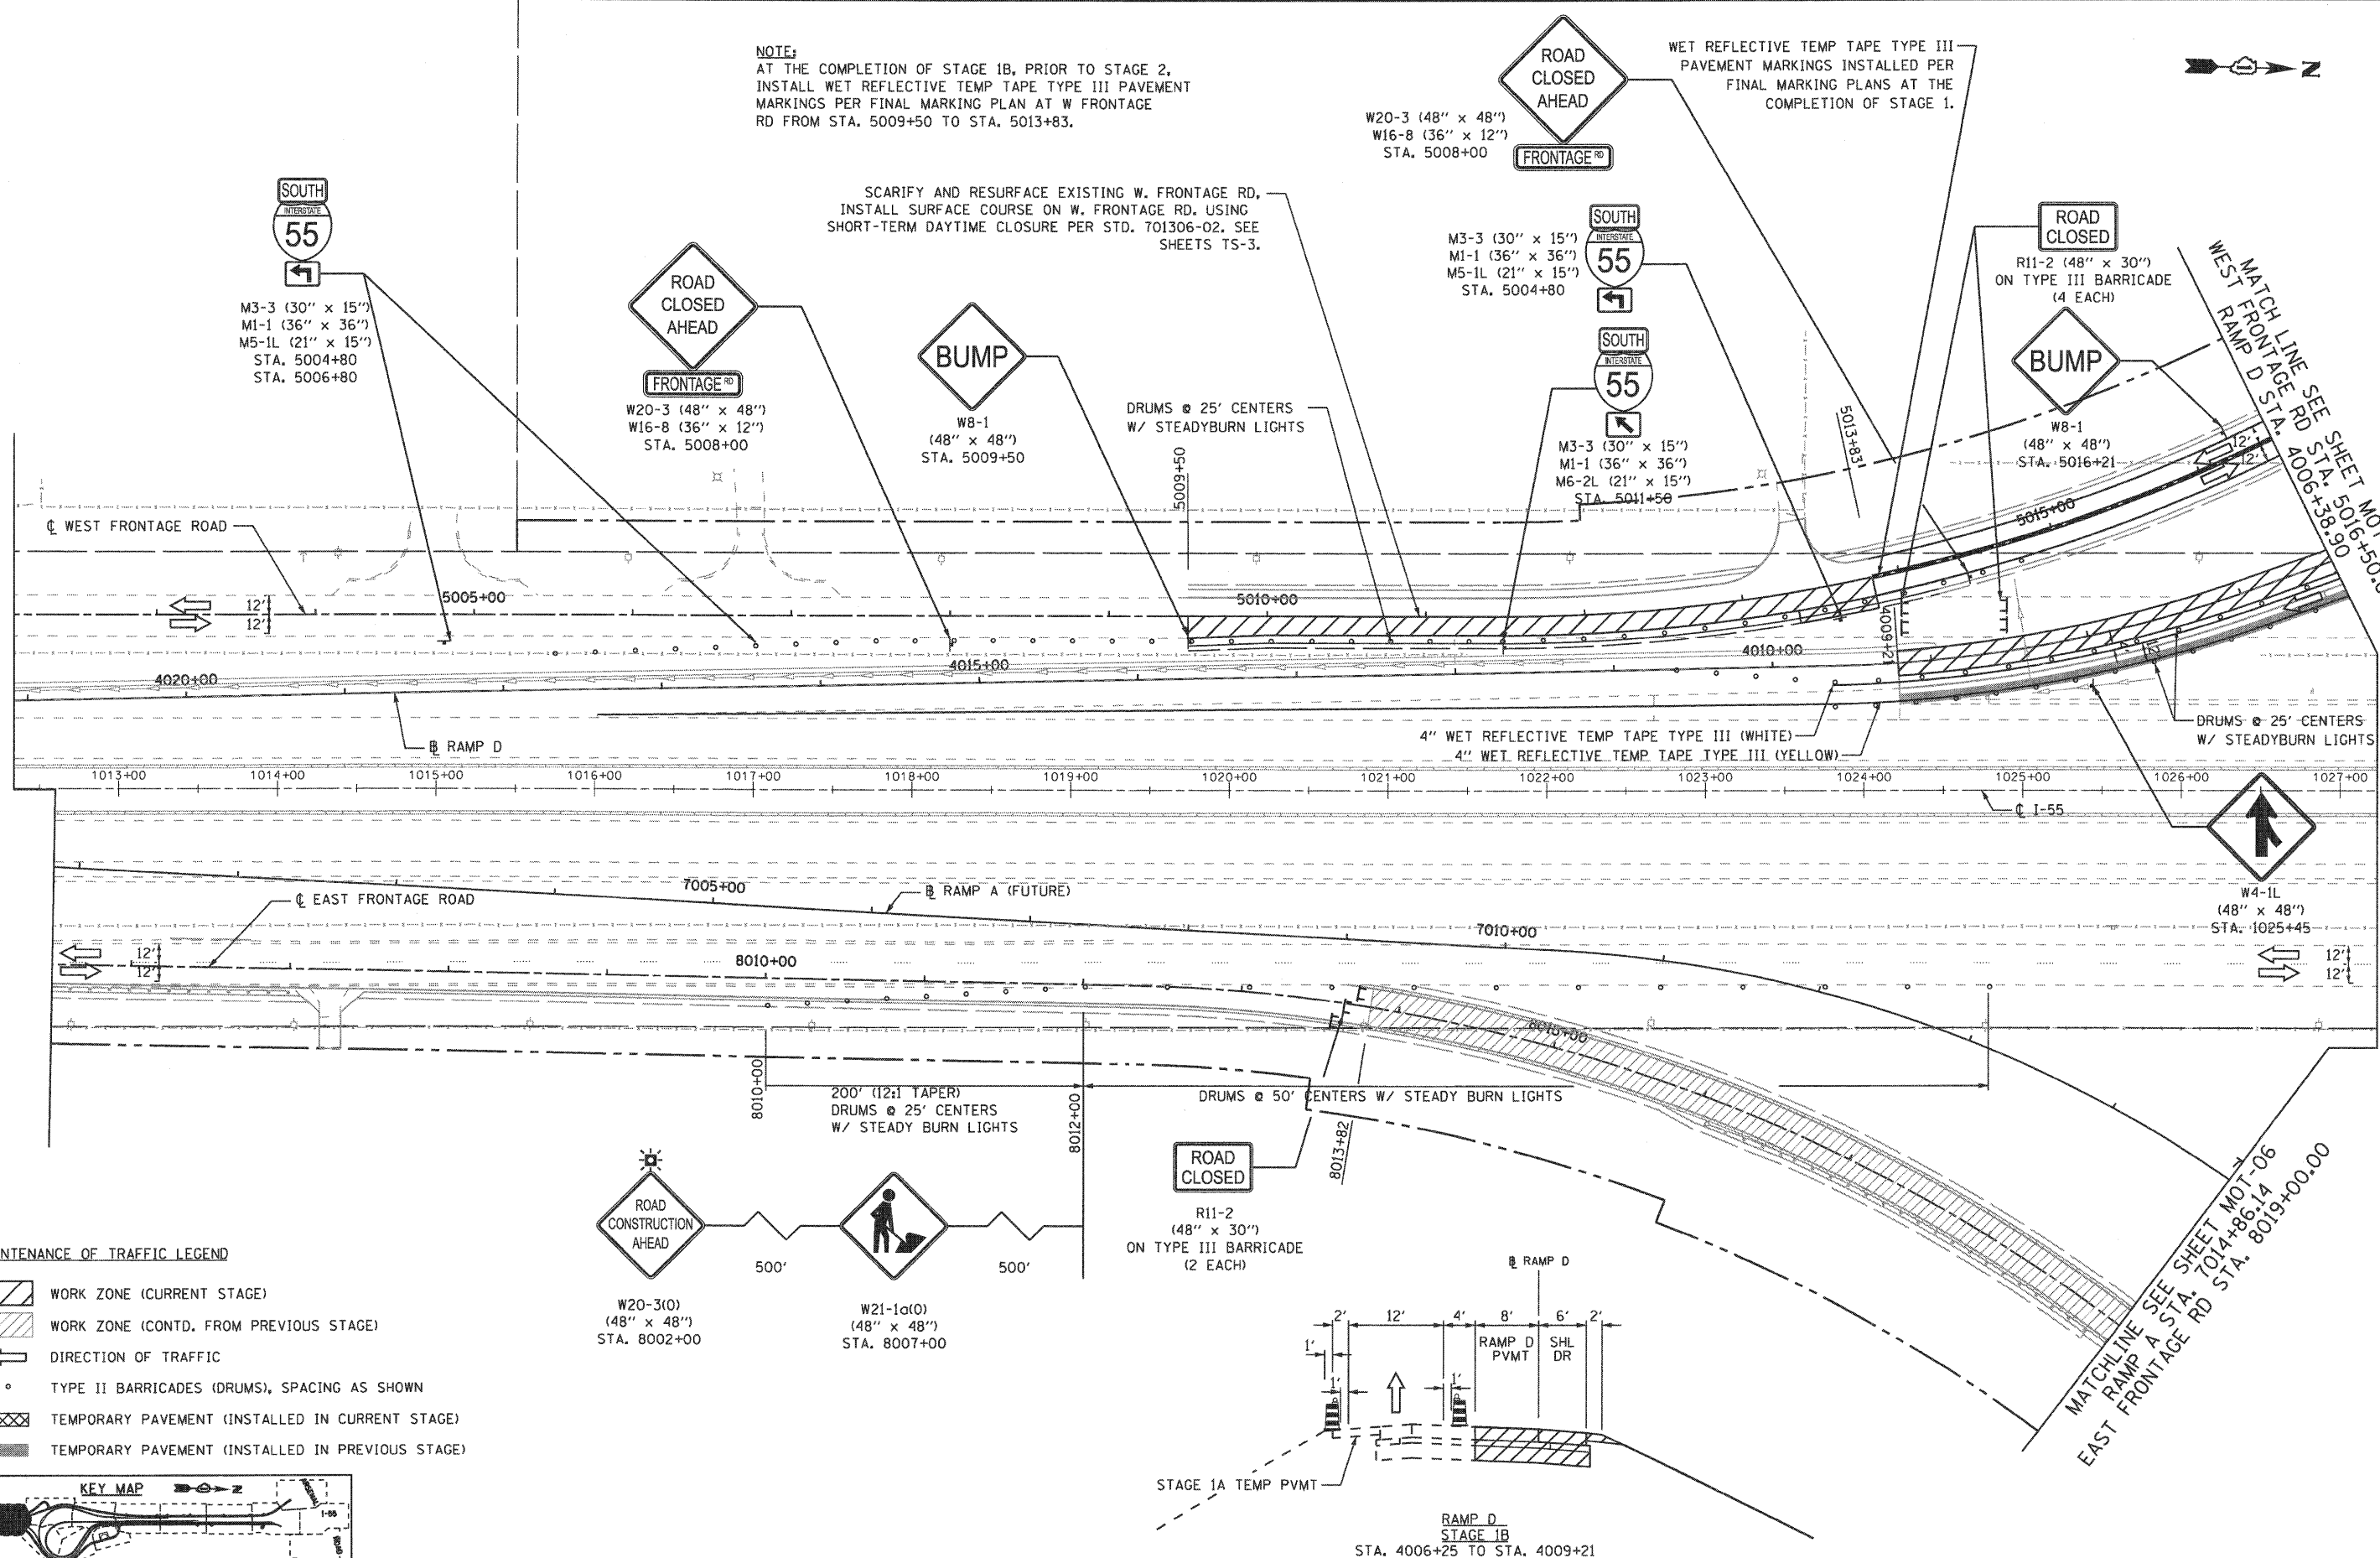 NOTE:
AT THE COMPLETION OF STAGE 1B, PRIOR TO STAGE 2,
INSTALL WET REFLECTIVE TEMP TAPE TYPE III PAVEMENT
MARKINGS PER FINAL MARKING PLAN AT W FRONTAGE
RD FROM STA. 5009+50 TO STA. 5013+83.
ROAD
CLOSED
AHEAD
FRONTAGE RD
W20-3 (48" x 48")
W16-8 (36" x 12")
STA. 5008+00
WET REFLECTIVE TEMP TAPE TYPE III
PAVEMENT MARKINGS INSTALLED PER
FINAL MARKING PLANS AT THE
COMPLETION OF STAGE 1.
N
SOUTH
INTERSTATE
55
M3-3 (30" x 15")
M1-1 (36" x 36")
M5-1L (21" x 15")
STA. 5004+80
STA. 5006+80
ROAD
CLOSED
AHEAD
FRONTAGE RD
W20-3 (48" x 48")
W16-8 (36" x 12")
STA. 5008+00
SCARIFY AND RESURFACE EXISTING W. FRONTAGE RD,
INSTALL SURFACE COURSE ON W. FRONTAGE RD. USING
SHORT-TERM DAYTIME CLOSURE PER STD. 701306-02. SEE
SHEETS TS-3.
BUMP
W8-1
(48" x 48")
STA. 5009+50
DRUMS @ 25' CENTERS
W/ STEADYBURN LIGHTS
SOUTH
INTERSTATE
55
M3-3 (30" x 15")
M1-1 (36" x 36")
M5-1L (21" x 15")
STA. 5004+80
SOUTH
INTERSTATE
55
M3-3 (30" x 15")
M1-1 (36" x 36")
M6-2L (21" x 15")
STA. 5011+50
ROAD
CLOSED
R11-2 (48" x 30")
ON TYPE III BARRICADE
(4 EACH)
BUMP
W8-1
(48" x 48")
STA. 5016+21
MATCH LINE SEE SHEET MOT
WEST FRONTAGE RD STA. 5016+50.0
RAMP D STA. 4006+38.90
5009+50
5013+83
12'
12'
℄ WEST FRONTAGE ROAD
12'
12'
5005+00
5010+00
5015+00
4009+21
4020+00
4015+00
4010+00
12'
℔ RAMP D
4" WET REFLECTIVE TEMP TAPE TYPE III (WHITE)
4" WET REFLECTIVE TEMP TAPE TYPE III (YELLOW)
DRUMS @ 25' CENTERS
W/ STEADYBURN LIGHTS
1013+00
1014+00
1015+00
1016+00
1017+00
1018+00
1019+00
1020+00
1021+00
1022+00
1023+00
1024+00
1025+00
1026+00
1027+00
℄ I-55
W4-1L
(48" x 48")
STA. 1025+45
7005+00
℔ RAMP A (FUTURE)
℄ EAST FRONTAGE ROAD
7010+00
12'
12'
8010+00
12'
12'
8015+00
8010+00
200' (12:1 TAPER)
DRUMS @ 25' CENTERS
W/ STEADY BURN LIGHTS
8012+00
DRUMS @ 50' CENTERS W/ STEADY BURN LIGHTS
8013+82
ROAD
CLOSED
R11-2
(48" x 30")
ON TYPE III BARRICADE
(2 EACH)
ROAD
CONSTRUCTION
AHEAD
500'
500'
W20-3(O)
(48" x 48")
STA. 8002+00
W21-1a(O)
(48" x 48")
STA. 8007+00
MATCHLINE SEE SHEET MOT-06
RAMP A STA. 7014+86.14
EAST FRONTAGE RD STA. 8019+00.00
NTENANCE OF TRAFFIC LEGEND
WORK ZONE (CURRENT STAGE)
WORK ZONE (CONTD. FROM PREVIOUS STAGE)
DIRECTION OF TRAFFIC
TYPE II BARRICADES (DRUMS), SPACING AS SHOWN
TEMPORARY PAVEMENT (INSTALLED IN CURRENT STAGE)
TEMPORARY PAVEMENT (INSTALLED IN PREVIOUS STAGE)
KEY MAP
N
I-55
℔ RAMP D
2'
12'
4'
8'
6'
2'
RAMP D
PVMT
SHL
DR
1'
1'
1'
STAGE 1A TEMP PVMT
RAMP D
STAGE 1B
STA. 4006+25 TO STA. 4009+21